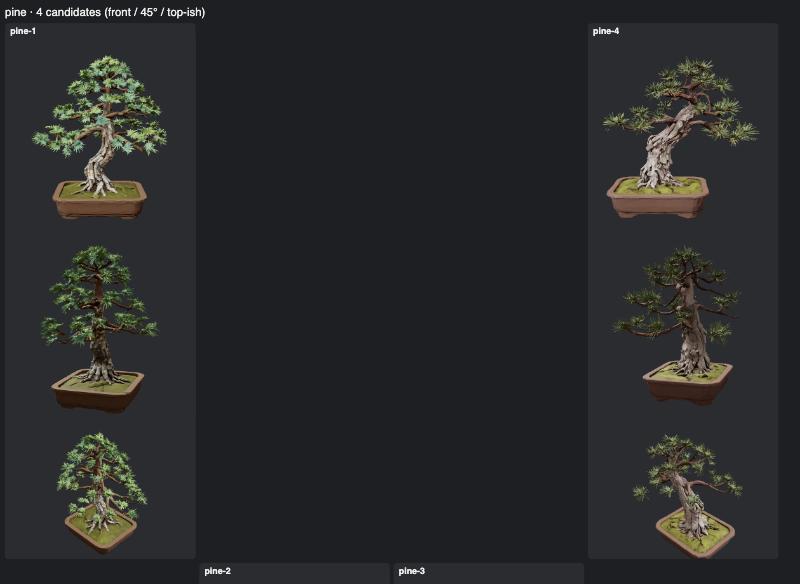 pine · 4 candidates (front / 45° / top-ish)
pine-1
pine-4
pine-2
pine-3